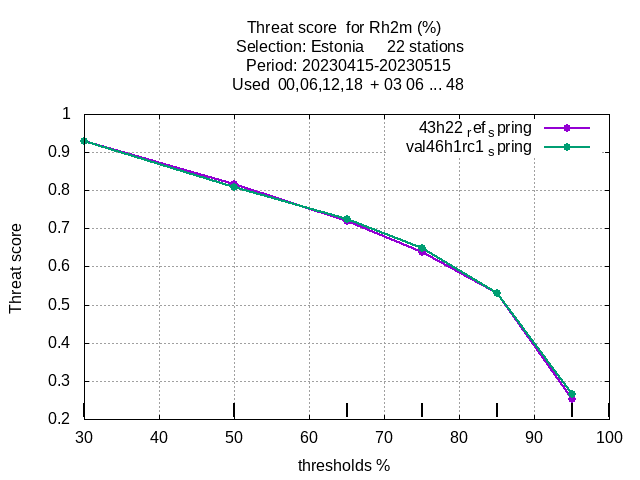 Threat score  for Rh2m (%)
Selection: Estonia     22 stations
Period: 20230415-20230515
Used  00,06,12,18  + 03 06 ... 48
1
0.9
0.8
0.7
0.6
0.5
0.4
0.3
0.2
Threat score
43h22 ref spring
val46h1rc1 spring
30 40 50 60 70 80 90 100
thresholds %